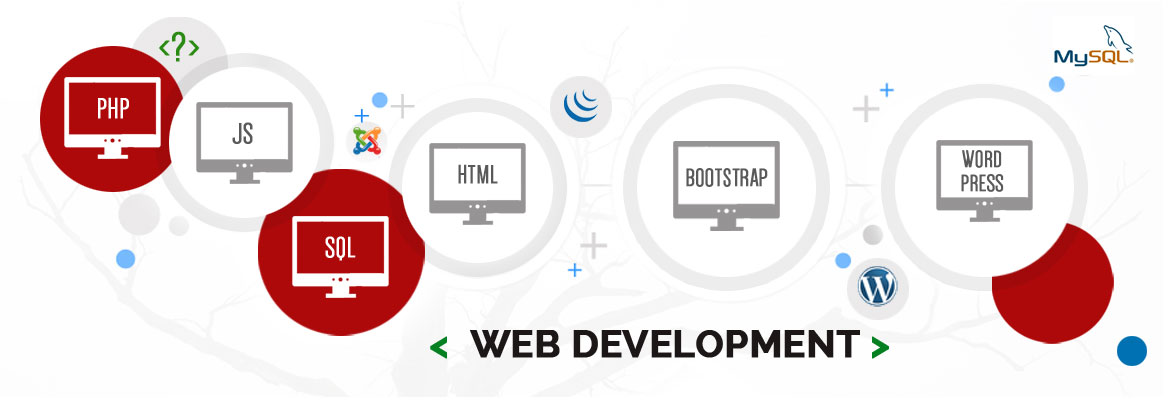 <?>
PHP
JS
SQL
HTML
BOOTSTRAP
WORD
PRESS
MySQL®
W
< WEB DEVELOPMENT >